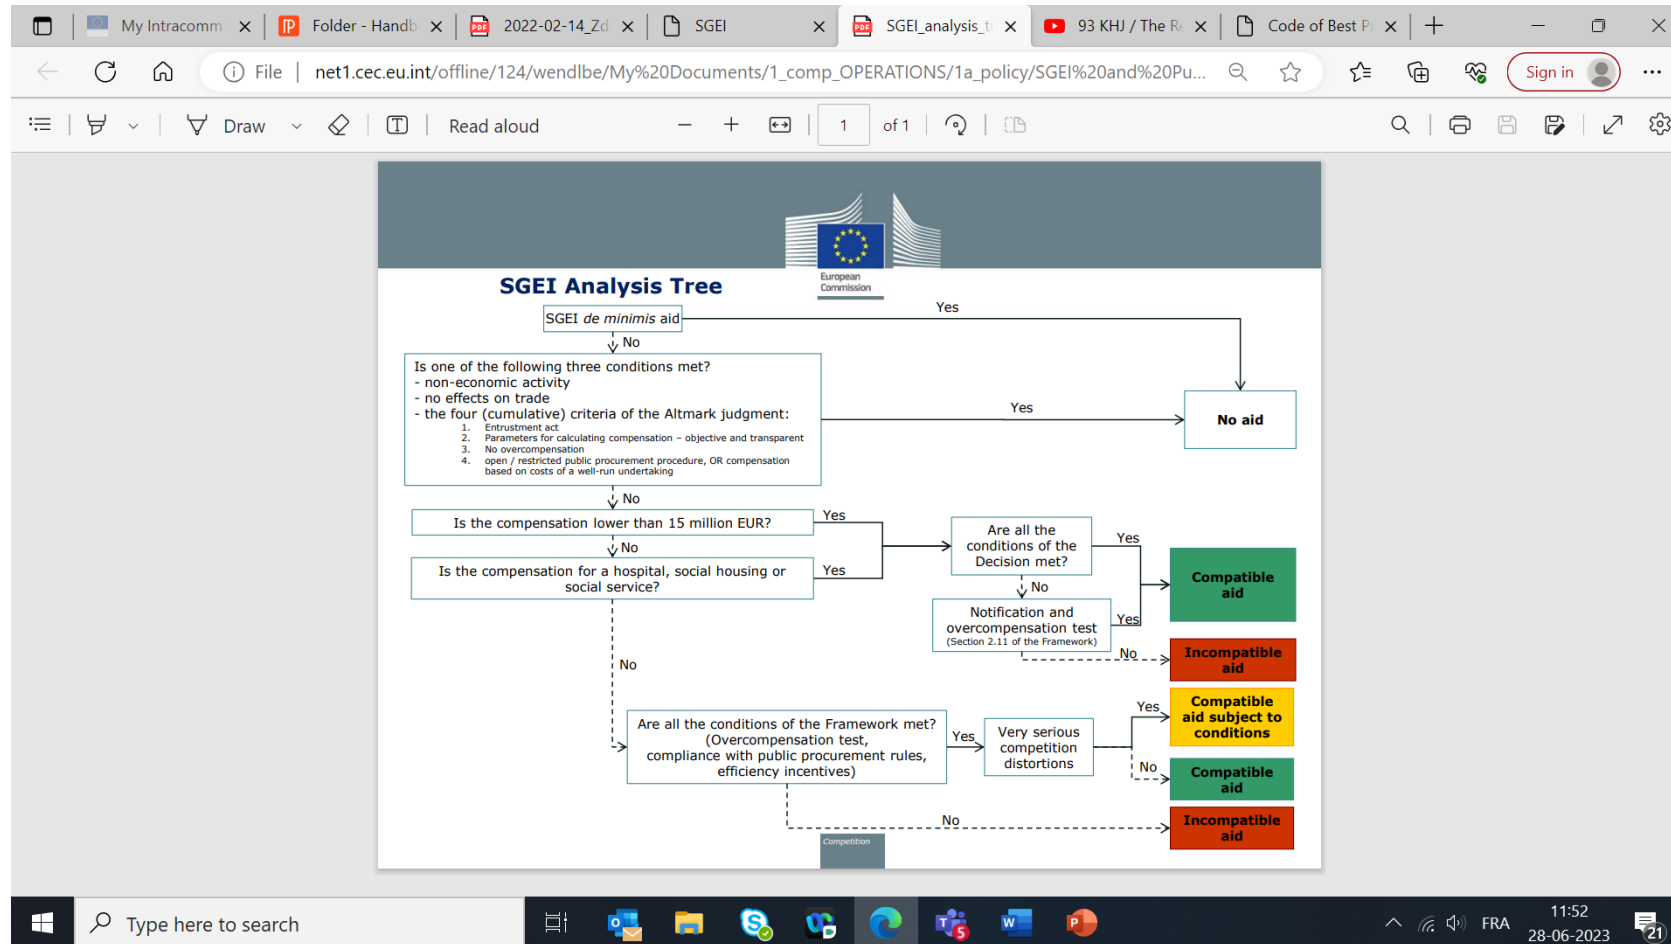 My Intracomm
Folder - Handb
2022-02-14_Zd
SGEI
SGEI_analysis_t
93 KHJ / The R
Code of Best P
File
net1.cec.eu.int/offline/124/wendlbe/My%20Documents/1_comp_OPERATIONS/1a_policy/SGEI%20and%20Pu...
Sign in
Draw
Read aloud
1
of 1
European
Commission
SGEI Analysis Tree
SGEI de minimis aid
Yes
No
Is one of the following three conditions met?
- non-economic activity
- no effects on trade
- the four (cumulative) criteria of the Altmark judgment:
1. Entrustment act
2. Parameters for calculating compensation – objective and transparent
3. No overcompensation
4. open / restricted public procurement procedure, OR compensation
based on costs of a well-run undertaking
Yes
No aid
No
Is the compensation lower than 15 million EUR?
Yes
No
Is the compensation for a hospital, social housing or
social service?
Yes
Are all the
conditions of the
Decision met?
Yes
No
Compatible
aid
Notification and
overcompensation test
(Section 2.11 of the Framework)
Yes
No
Incompatible
aid
No
Are all the conditions of the Framework met?
(Overcompensation test,
compliance with public procurement rules,
efficiency incentives)
Yes
Very serious
competition
distortions
Yes
Compatible
aid subject to
conditions
No
Compatible
aid
No
Incompatible
aid
Competition
Type here to search
5
FRA
11:52
28-06-2023
21